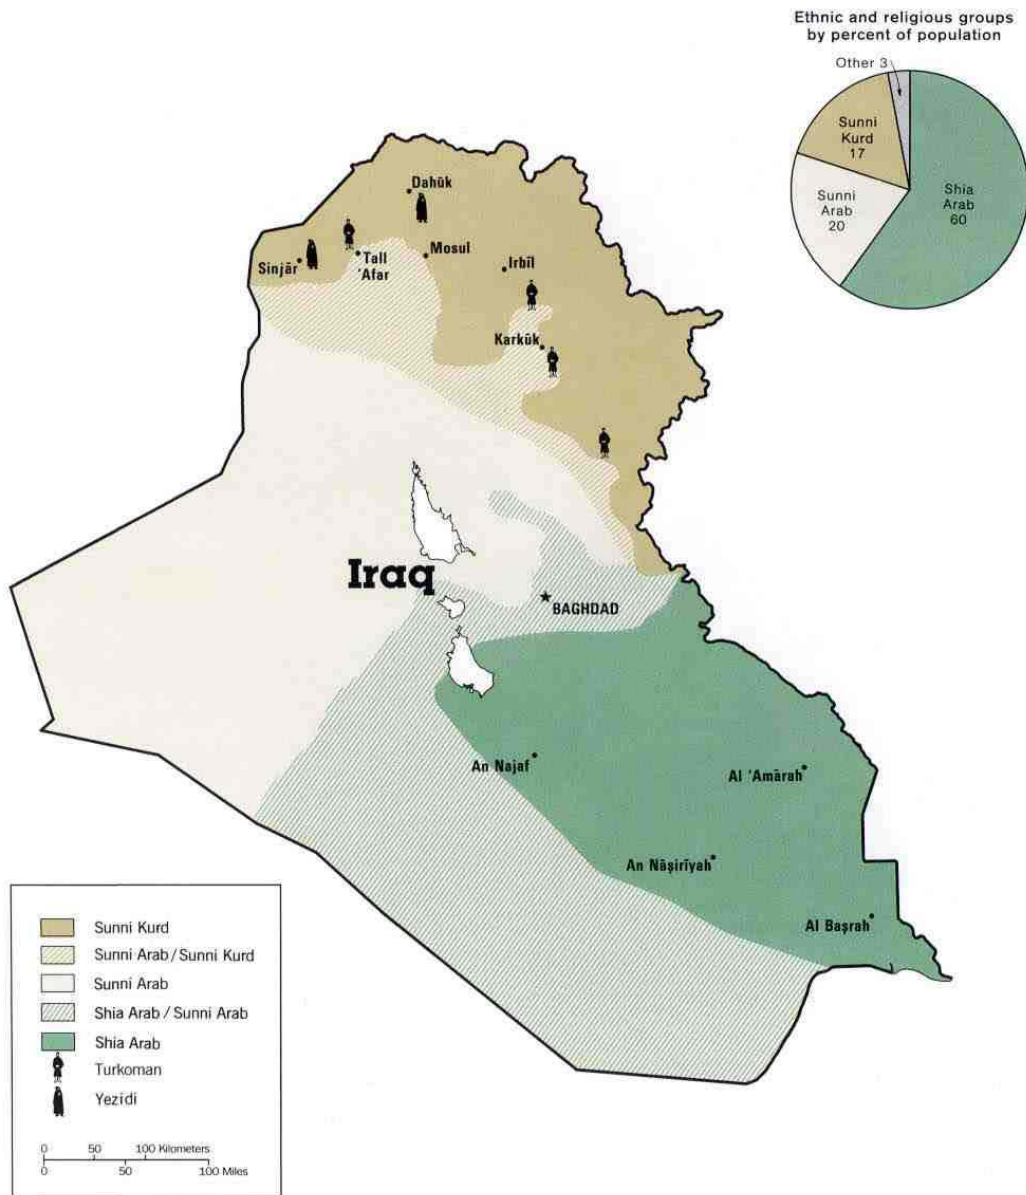 Ethnic and religious groups
by percent of population
Other 3
Sunni
Kurd
17
Sunni
Arab
20
Shia
Arab
60
Dahūk
Sinjār
Tall
'Afar
Mosul
Irbīl
Karkūk
Iraq
BAGHDAD
An Najaf
Al 'Amārah
An Nāşirīyah
Al Başrah
Sunni Kurd
Sunni Arab/Sunni Kurd
Sunni Arab
Shia Arab / Sunni Arab
Shia Arab
Turkoman
Yezidi
0 50 100 Kilometers
0 50 100 Miles